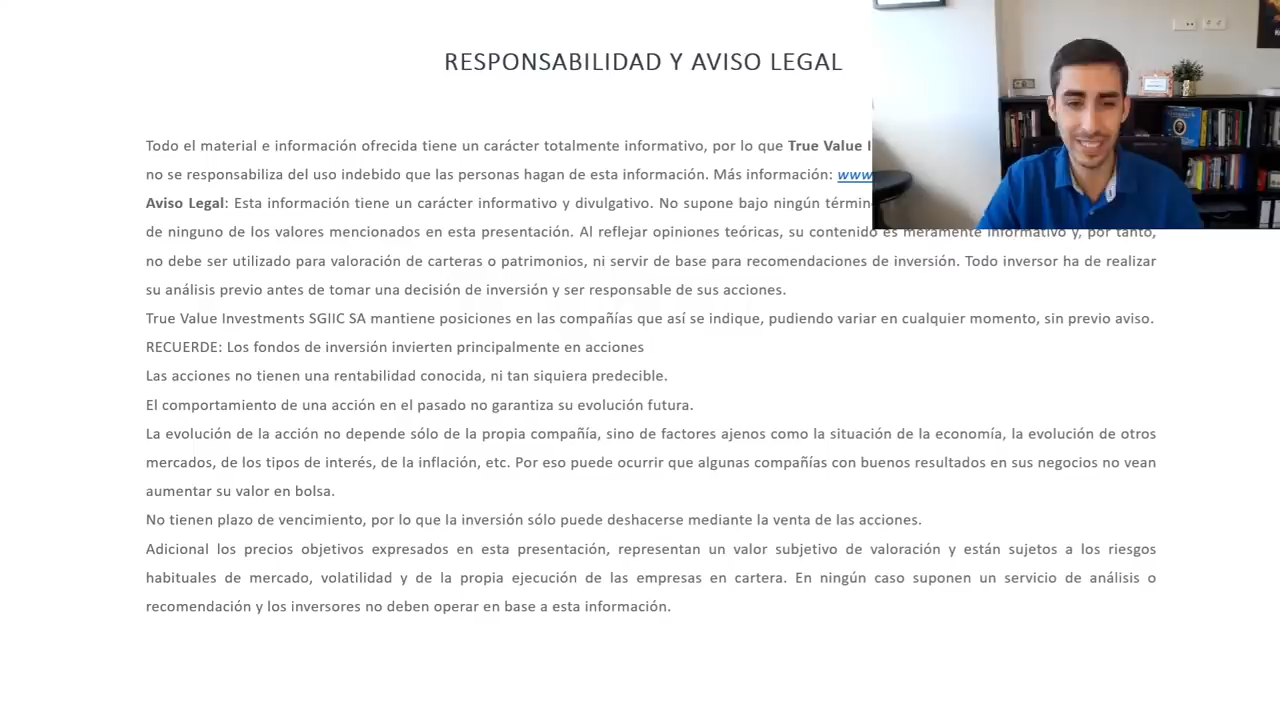 RESPONSABILIDAD Y AVISO LEGAL
Todo el material e información ofrecida tiene un carácter totalmente informativo, por lo que True Value
no se responsabiliza del uso indebido que las personas hagan de esta información. Más información: www
Aviso Legal: Esta información tiene un carácter informativo y divulgativo. No supone bajo ningún
de ninguno de los valores mencionados en esta presentación. Al reflejar opiniones teóricas, su contenido es meramente informativo y, por tanto,
no debe ser utilizado para valoración de carteras o patrimonios, ni servir de base para recomendaciones de inversión. Todo inversor ha de realizar
su análisis previo antes de tomar una decisión de inversión y ser responsable de sus acciones.
True Value Investments SGIIC SA mantiene posiciones en las compañías que así se indique, pudiendo variar en cualquier momento, sin previo aviso.
RECUERDE: Los fondos de inversión invierten principalmente en acciones
Las acciones no tienen una rentabilidad conocida, ni tan siquiera predecible.
El comportamiento de una acción en el pasado no garantiza su evolución futura.
La evolución de la acción no depende sólo de la propia compañía, sino de factores ajenos como la situación de la economía, la evolución de otros
mercados, de los tipos de interés, de la inflación, etc. Por eso puede ocurrir que algunas compañías con buenos resultados en sus negocios no vean
aumentar su valor en bolsa.
No tienen plazo de vencimiento, por lo que la inversión sólo puede deshacerse mediante la venta de las acciones.
Adicional los precios objetivos expresados en esta presentación, representan un valor subjetivo de valoración y están sujetos a los riesgos
habituales de mercado, volatilidad y de la propia ejecución de las empresas en cartera. En ningún caso suponen un servicio de análisis o
recomendación y los inversores no deben operar en base a esta información.